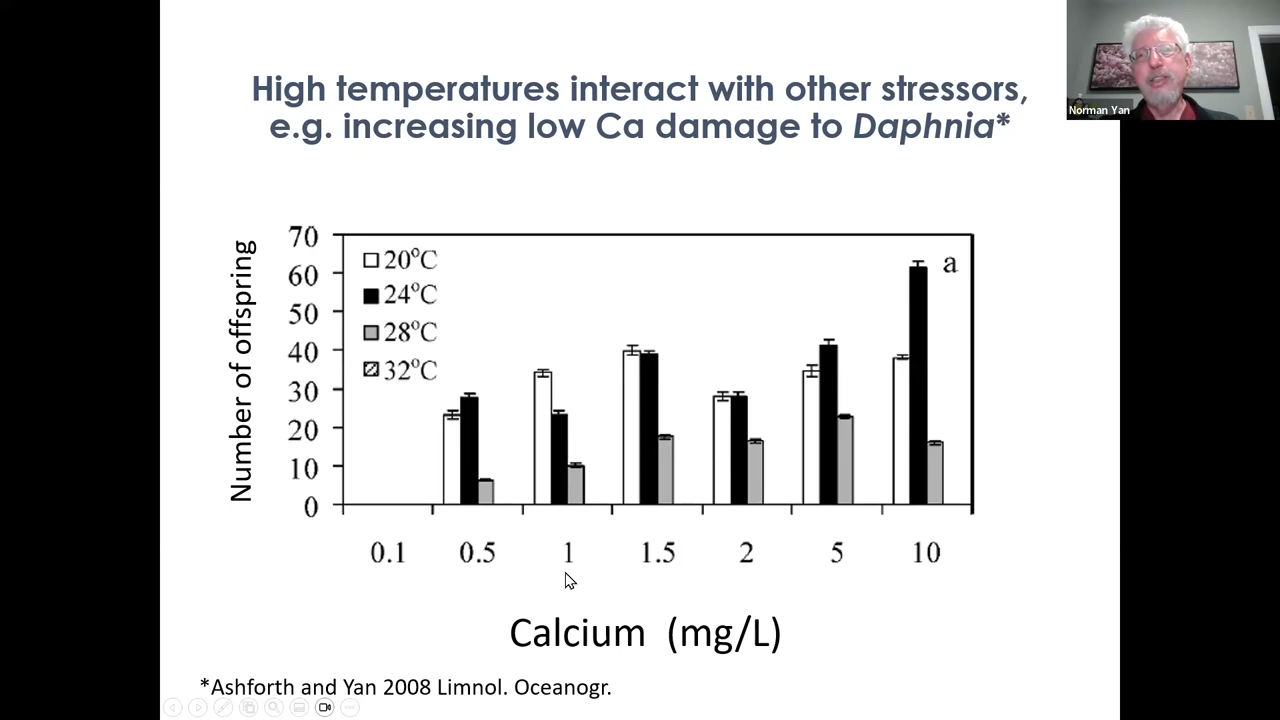 High temperatures interact with other stressors,
e.g. increasing low Ca damage to Daphnia*
Norman Yan
Number of offspring
70
60
50
40
30
20
10
0
20°C
24°C
28°C
32°C
a
0.1 0.5 1 1.5 2 5 10
Calcium (mg/L)
*Ashforth and Yan 2008 Limnol. Oceanogr.